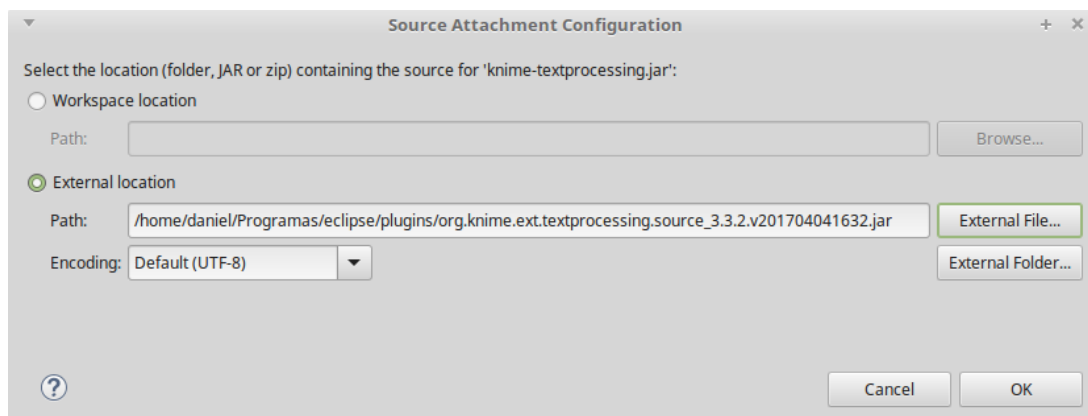 Source Attachment Configuration
Select the location (folder, JAR or zip) containing the source for 'knime-textprocessing.jar':
Workspace location
Path: Browse...
External location
Path: /home/daniel/Programas/eclipse/plugins/org.knime.ext.textprocessing.source_3.3.2.v201704041632.jar External File...
Encoding: Default (UTF-8) External Folder...
? Cancel OK